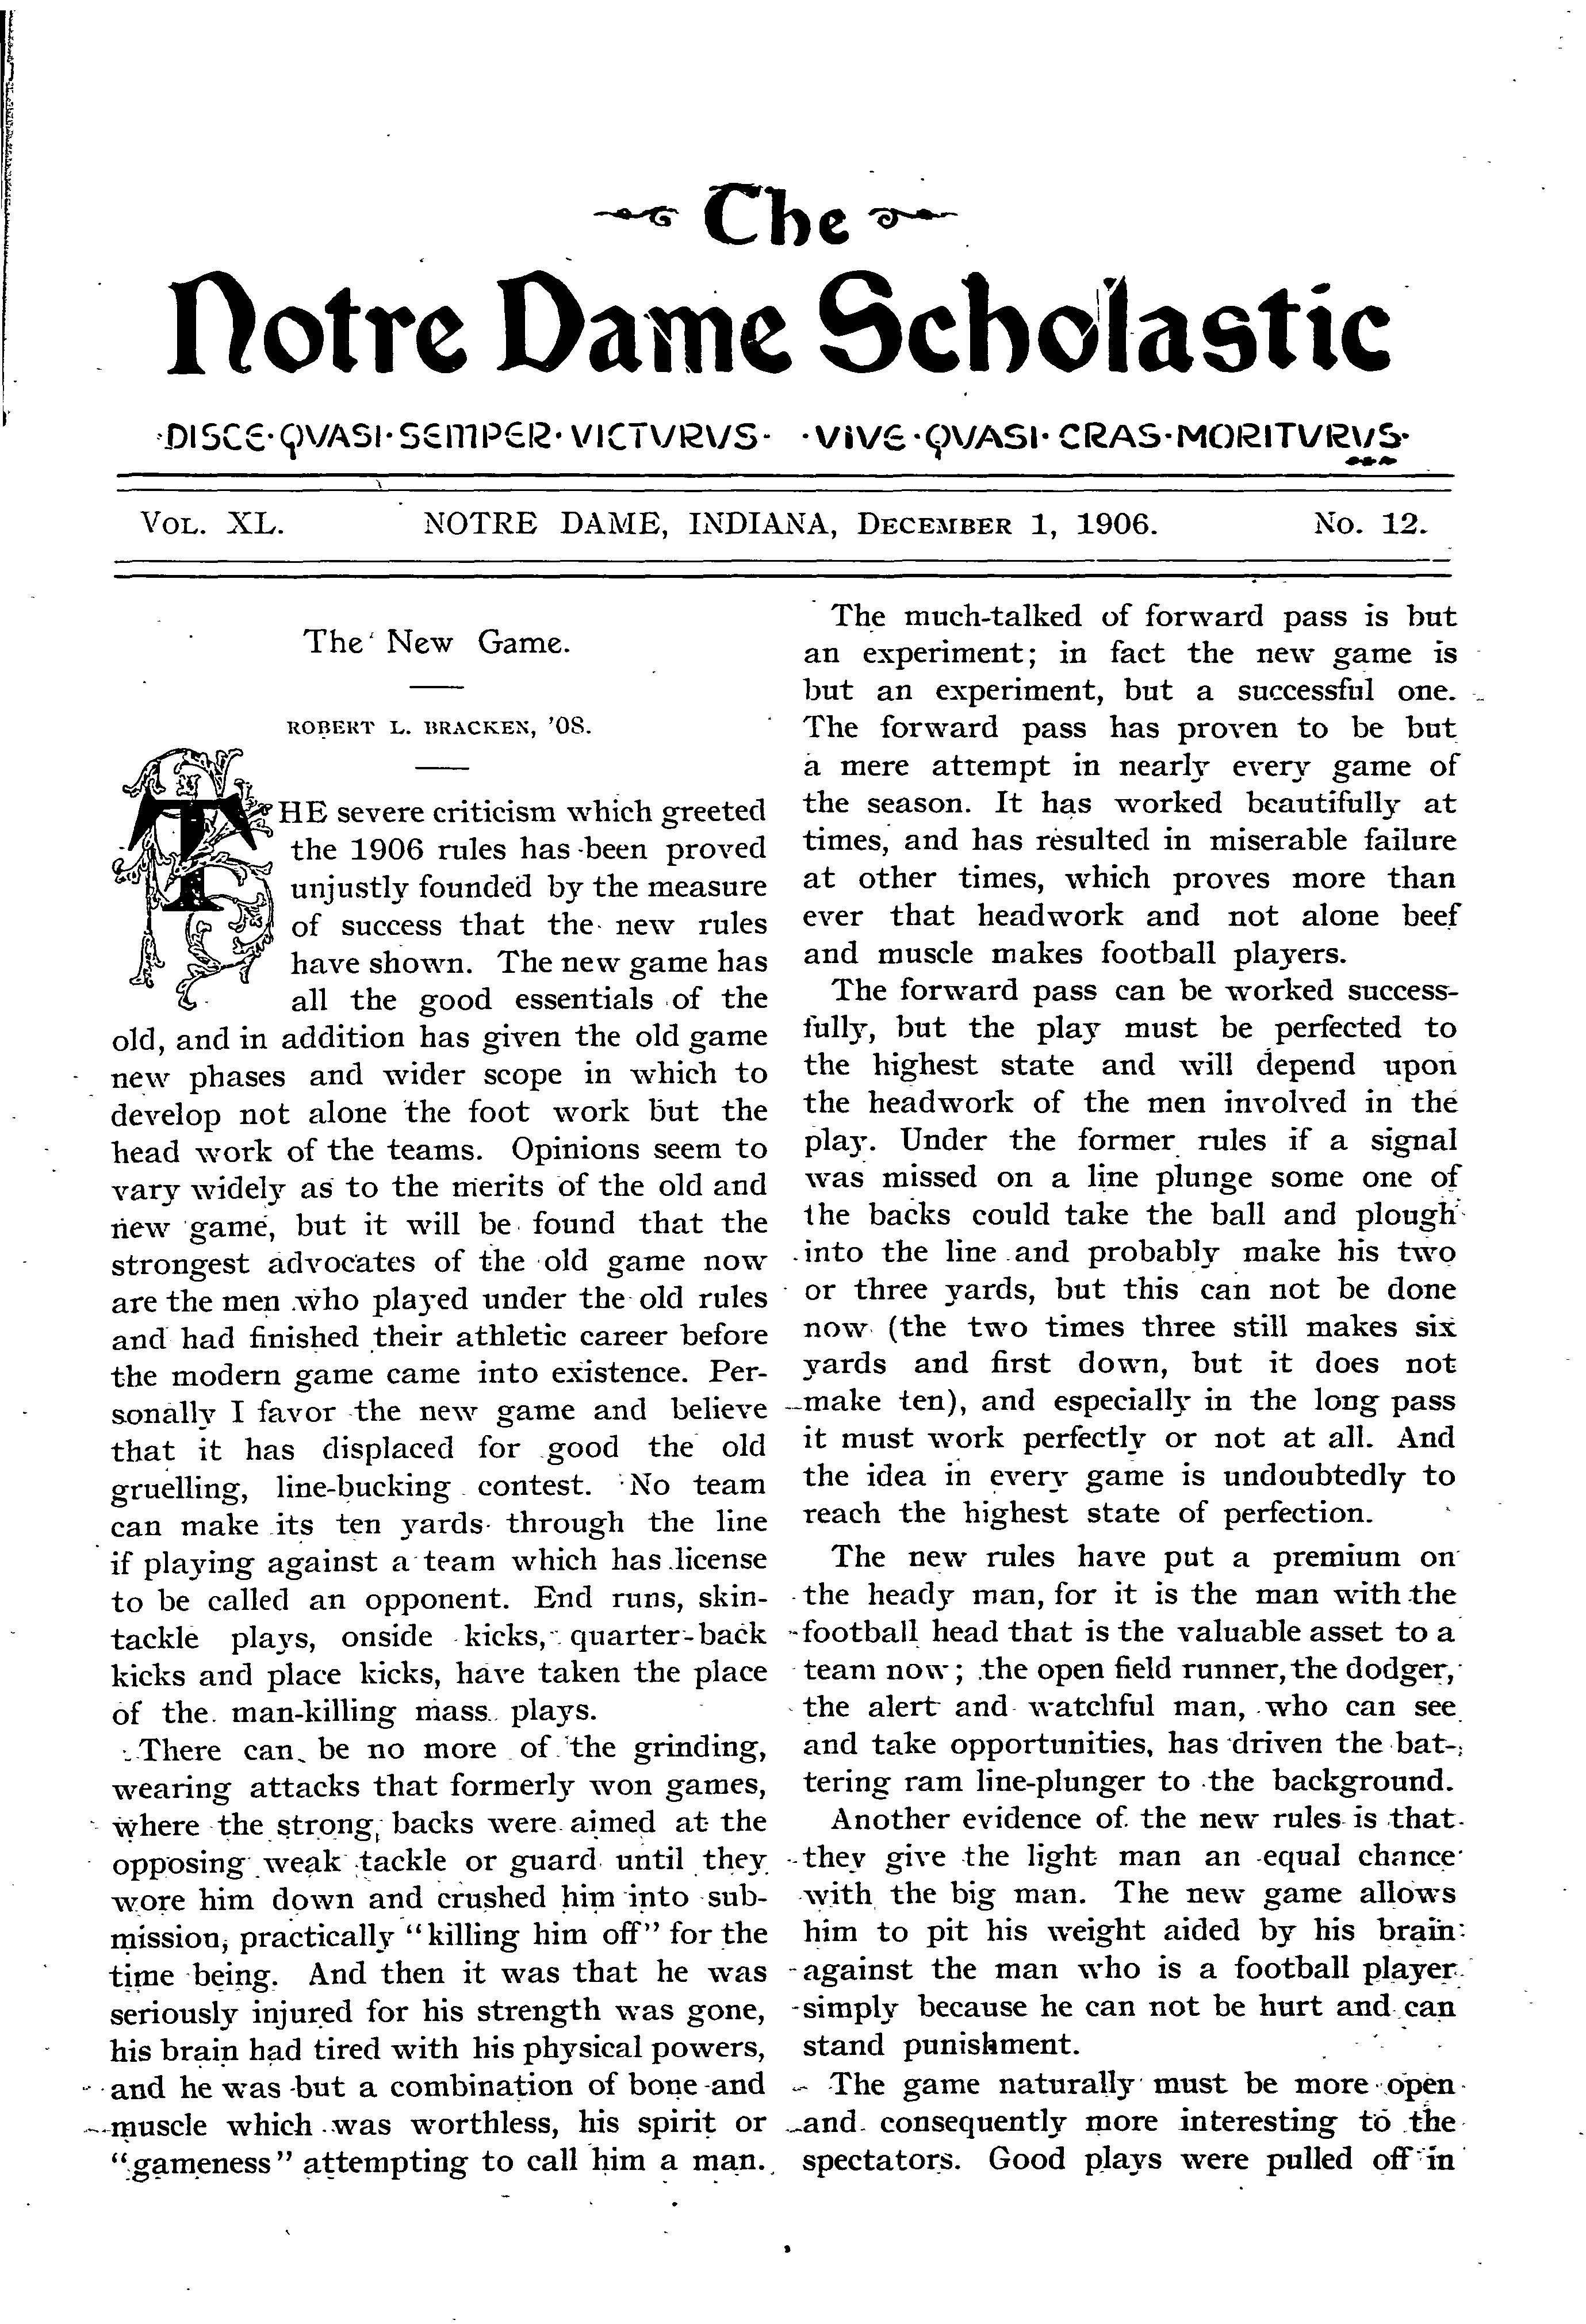 The
Notre Dame Scholastic
·DISCE·QVASI·SEMPER·VICTVRVS· ·VIVE·QVASI·CRAS·MORITVRVS·
VOL. XL. NOTRE DAME, INDIANA, DECEMBER 1, 1906. No. 12.
The New Game.
ROBERT L. BRACKEN, '08.
THE severe criticism which greeted
the 1906 rules has been proved
unjustly founded by the measure
of success that the new rules
have shown. The new game has
all the good essentials of the
old, and in addition has given the old game
new phases and wider scope in which to
develop not alone the foot work but the
head work of the teams. Opinions seem to
vary widely as to the merits of the old and
new game, but it will be found that the
strongest advocates of the old game now
are the men who played under the old rules
and had finished their athletic career before
the modern game came into existence. Per-
sonally I favor the new game and believe
that it has displaced for good the old
gruelling, line-bucking contest. No team
can make its ten yards through the line
if playing against a team which has license
to be called an opponent. End runs, skin-
tackle plays, onside kicks, quarter-back
kicks and place kicks, have taken the place
of the man-killing mass plays.
There can be no more of the grinding,
wearing attacks that formerly won games,
where the strong backs were aimed at the
opposing weak tackle or guard until they
wore him down and crushed him into sub-
mission, practically "killing him off" for the
time being. And then it was that he was
seriously injured for his strength was gone,
his brain had tired with his physical powers,
and he was but a combination of bone and
muscle which was worthless, his spirit or
"gameness" attempting to call him a man.
The much-talked of forward pass is but
an experiment; in fact the new game is
but an experiment, but a successful one.
The forward pass has proven to be but
a mere attempt in nearly every game of
the season. It has worked beautifully at
times, and has resulted in miserable failure
at other times, which proves more than
ever that headwork and not alone beef
and muscle makes football players.
The forward pass can be worked success-
fully, but the play must be perfected to
the highest state and will depend upon
the headwork of the men involved in the
play. Under the former rules if a signal
was missed on a line plunge some one of
the backs could take the ball and plough
into the line and probably make his two
or three yards, but this can not be done
now (the two times three still makes six
yards and first down, but it does not
make ten), and especially in the long pass
it must work perfectly or not at all. And
the idea in every game is undoubtedly to
reach the highest state of perfection.
The new rules have put a premium on
the heady man, for it is the man with the
football head that is the valuable asset to a
team now; the open field runner, the dodger,
the alert and watchful man, who can see
and take opportunities, has driven the bat-
tering ram line-plunger to the background.
Another evidence of the new rules is that
they give the light man an equal chance
with the big man. The new game allows
him to pit his weight aided by his brain
against the man who is a football player
simply because he can not be hurt and can
stand punishment.
The game naturally must be more open
and consequently more interesting to the
spectators. Good plays were pulled off in